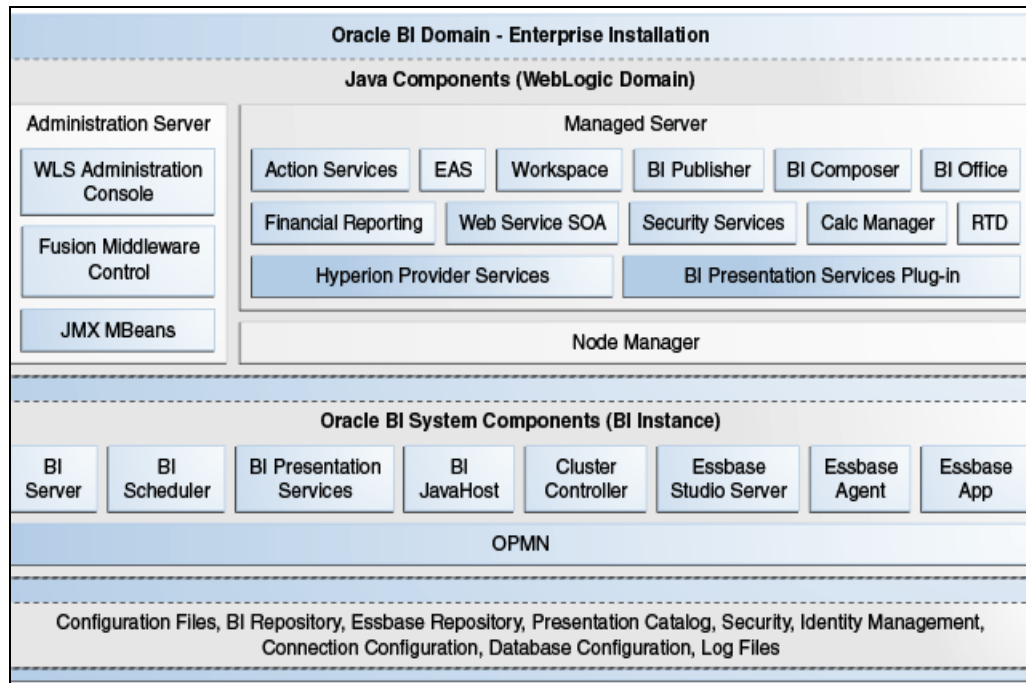 Oracle BI Domain - Enterprise Installation
Java Components (WebLogic Domain)
Administration Server
WLS Administration
Console
Fusion Middleware
Control
JMX MBeans
Managed Server
Action Services
EAS
Workspace
BI Publisher
BI Composer
BI Office
Financial Reporting
Web Service SOA
Security Services
Calc Manager
RTD
Hyperion Provider Services
BI Presentation Services Plug-in
Node Manager
Oracle BI System Components (BI Instance)
BI
Server
BI
Scheduler
BI Presentation
Services
BI
JavaHost
Cluster
Controller
Essbase
Studio Server
Essbase
Agent
Essbase
App
OPMN
Configuration Files, BI Repository, Essbase Repository, Presentation Catalog, Security, Identity Management,
Connection Configuration, Database Configuration, Log Files